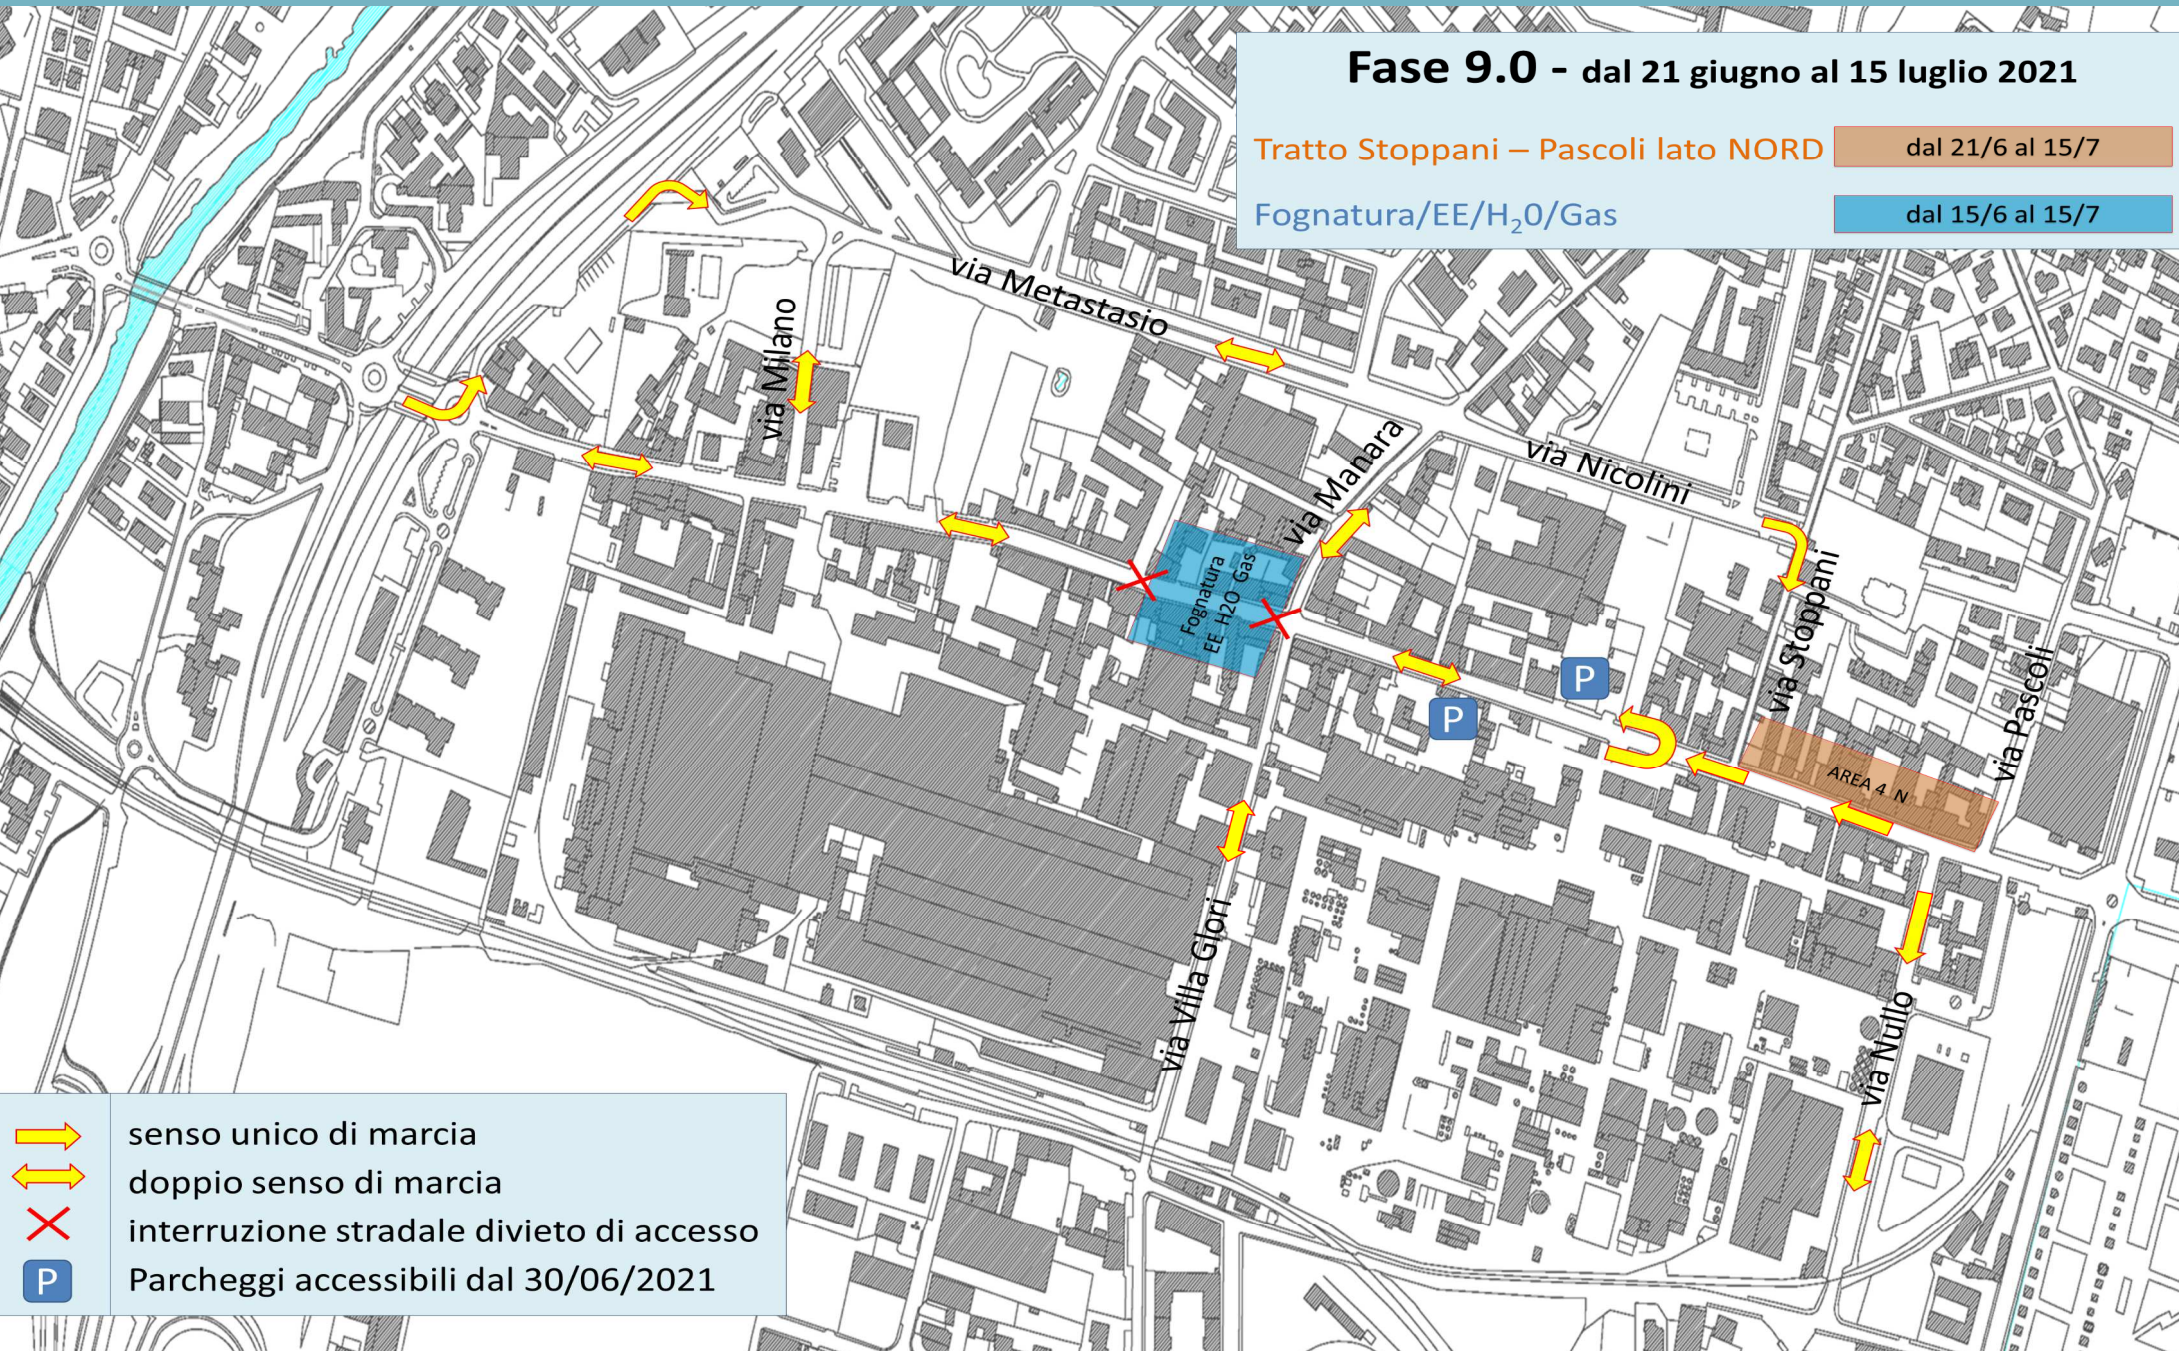 Fase 9.0 - dal 21 giugno al 15 luglio 2021
Tratto Stoppani – Pascoli lato NORD
dal 21/6 al 15/7
Fognatura/EE/H₂0/Gas
dal 15/6 al 15/7
via Metastasio
via Milano
via Manara
via Nicolini
Fognatura
EE H2O Gas
via Stoppani
via Pascoli
P
P
AREA 4 N
via Villa Glori
via Nullo
senso unico di marcia
doppio senso di marcia
interruzione stradale divieto di accesso
P Parcheggi accessibili dal 30/06/2021